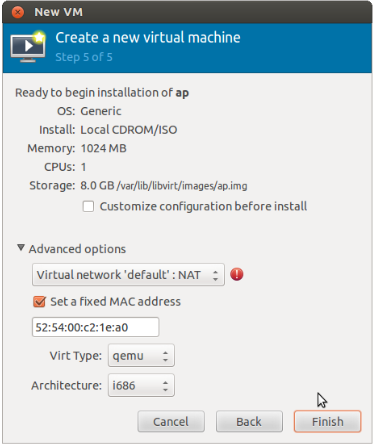 New VM
Create a new virtual machine
Step 5 of 5
Ready to begin installation of ap
OS: Generic
Install: Local CDROM/ISO
Memory: 1024 MB
CPUs: 1
Storage: 8.0 GB /var/lib/libvirt/images/ap.img
Customize configuration before install
Advanced options
Virtual network 'default' : NAT
Set a fixed MAC address
52:54:00:c2:1e:a0
Virt Type: qemu
Architecture: i686
Cancel Back Finish